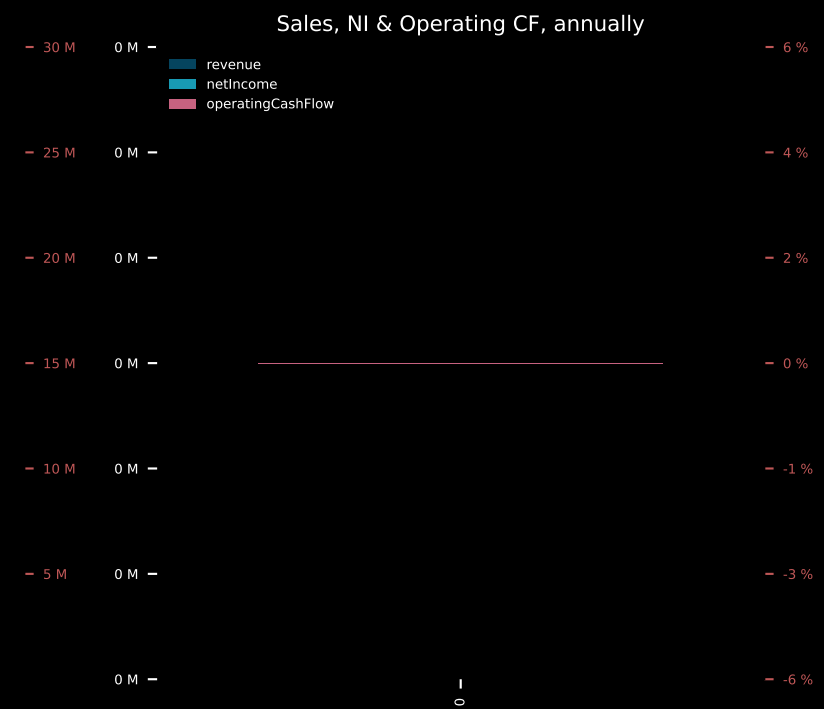 Sales, NI & Operating CF, annually
30 M 0 M 6 %
revenue
netIncome
operatingCashFlow
25 M 0 M 4 %
20 M 0 M 2 %
15 M 0 M 0 %
10 M 0 M -1 %
5 M 0 M -3 %
0 M -6 %
0